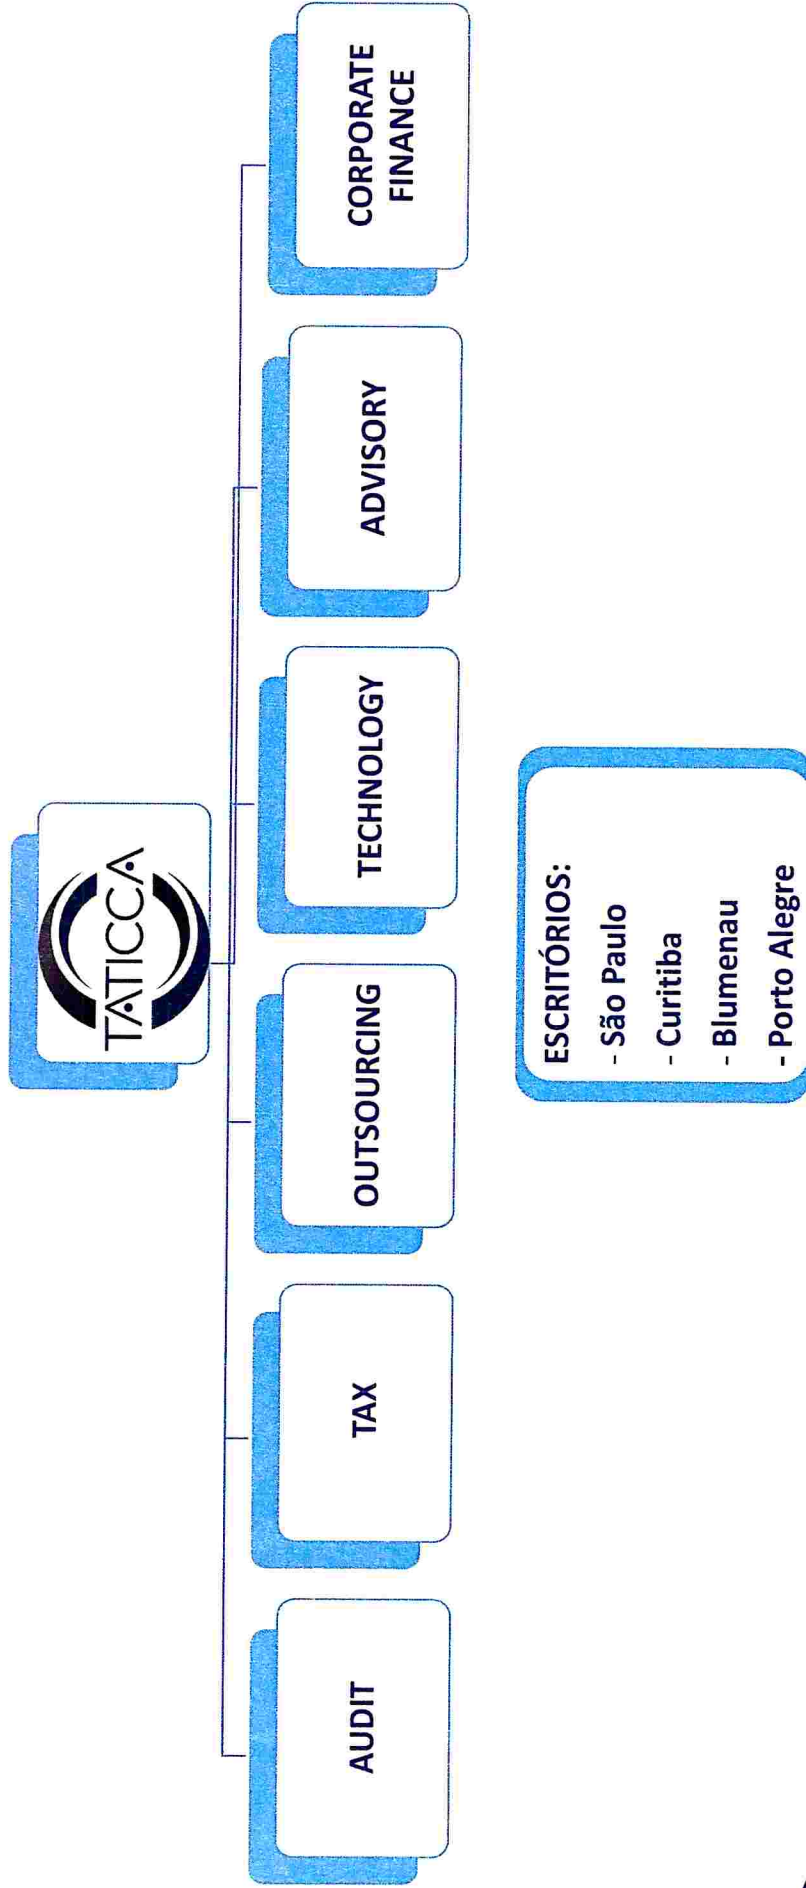 TATICCA
AUDIT
TAX
OUTSOURCING
TECHNOLOGY
ADVISORY
CORPORATE
FINANCE
ESCRITÓRIOS:
- São Paulo
- Curitiba
- Blumenau
- Porto Alegre